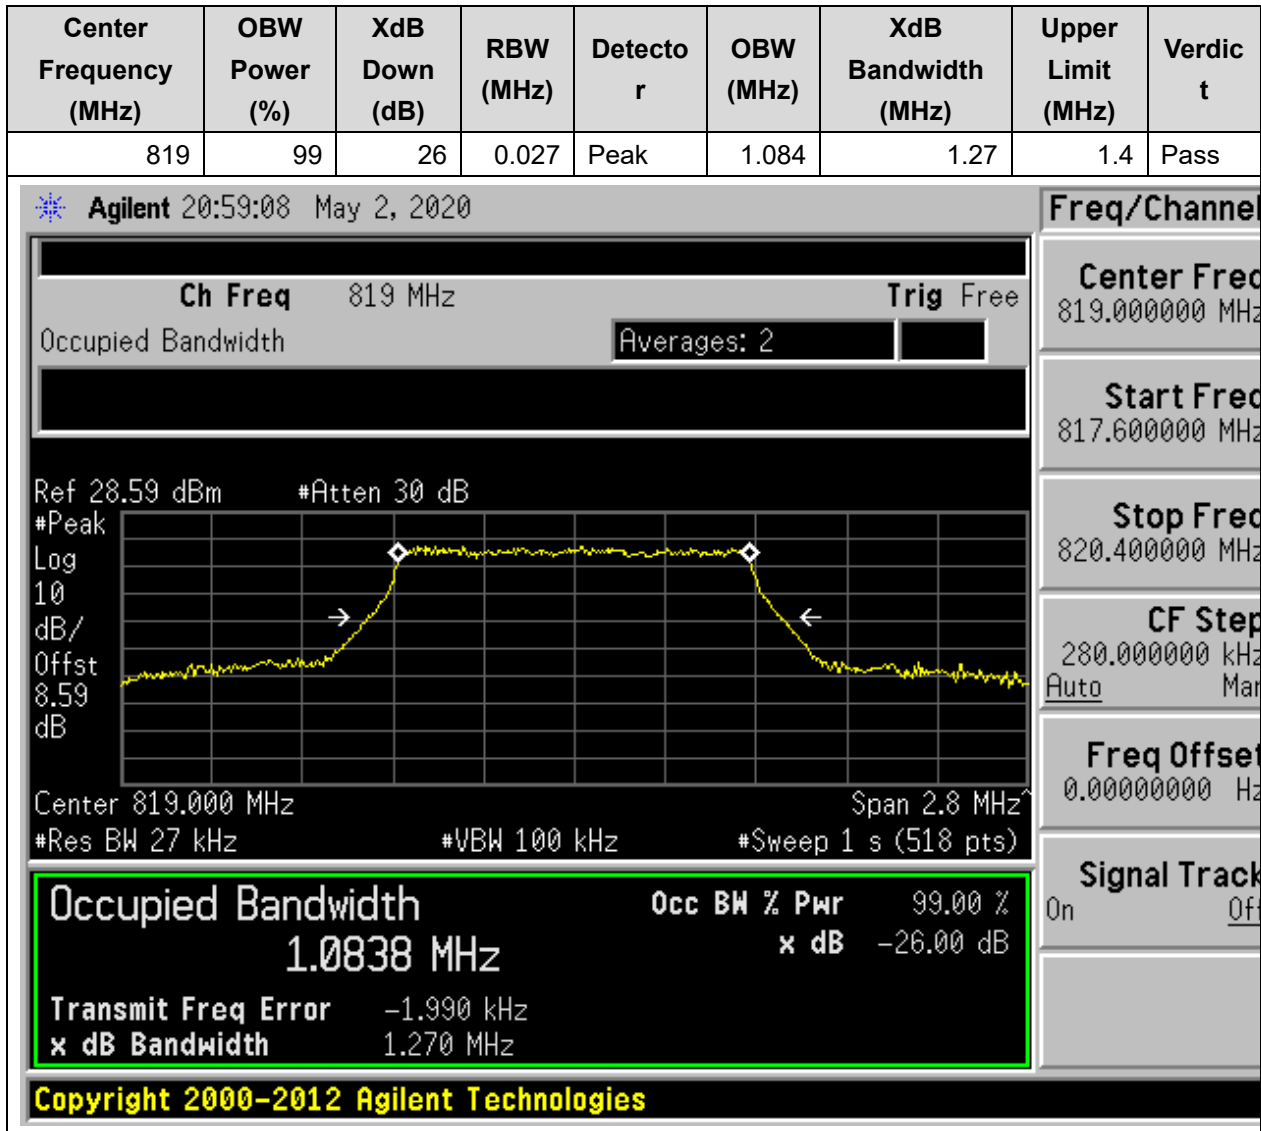 Center Frequency (MHz) OBW Power (%) XdB Down (dB) RBW (MHz) Detecto r OBW (MHz) XdB Bandwidth (MHz) Upper Limit (MHz) Verdic t
819 99 26 0.027 Peak 1.084 1.27 1.4 Pass
Agilent 20:59:08 May 2, 2020
Freq/Channel
Ch Freq 819 MHz Trig Free
Occupied Bandwidth Averages: 2
Center Freq
819.000000 MHz
Start Freq
817.600000 MHz
Stop Freq
820.400000 MHz
CF Step
280.000000 kHz
Auto Man
Freq Offset
0.00000000 Hz
Signal Track
On Off
Ref 28.59 dBm #Atten 30 dB
#Peak
Log
10
dB/
Offst
8.59
dB
Center 819.000 MHz Span 2.8 MHz^
#Res BW 27 kHz #VBW 100 kHz #Sweep 1 s (518 pts)
Occupied Bandwidth Occ BW % Pwr 99.00 %
1.0838 MHz x dB -26.00 dB
Transmit Freq Error -1.990 kHz
x dB Bandwidth 1.270 MHz
Copyright 2000-2012 Agilent Technologies